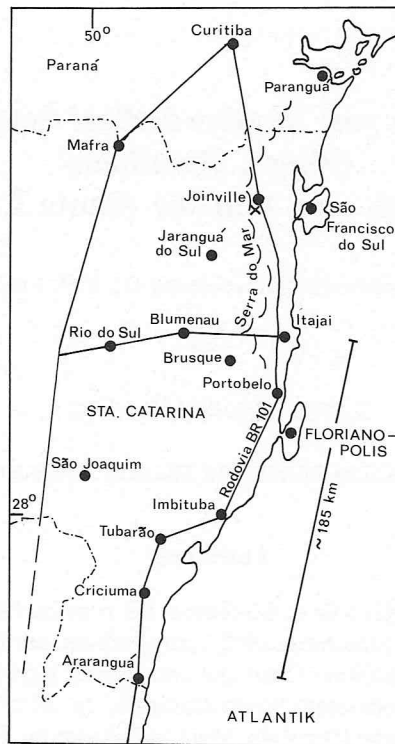 50°
Curitiba
Paraná
Paranguá
Mafra
Joinville
São
Francisco
do Sul
Jaranguá
do Sul
Serra do Mar
Blumenau
Itajai
Rio do Sul
Brusque
Portobelo
STA. CATARINA
Rodovia BR 101
FLORIANO-
POLIS
São Joaquim
28°
Imbituba
Tubarão
~185 km
Criciuma
Araranguá
ATLANTIK